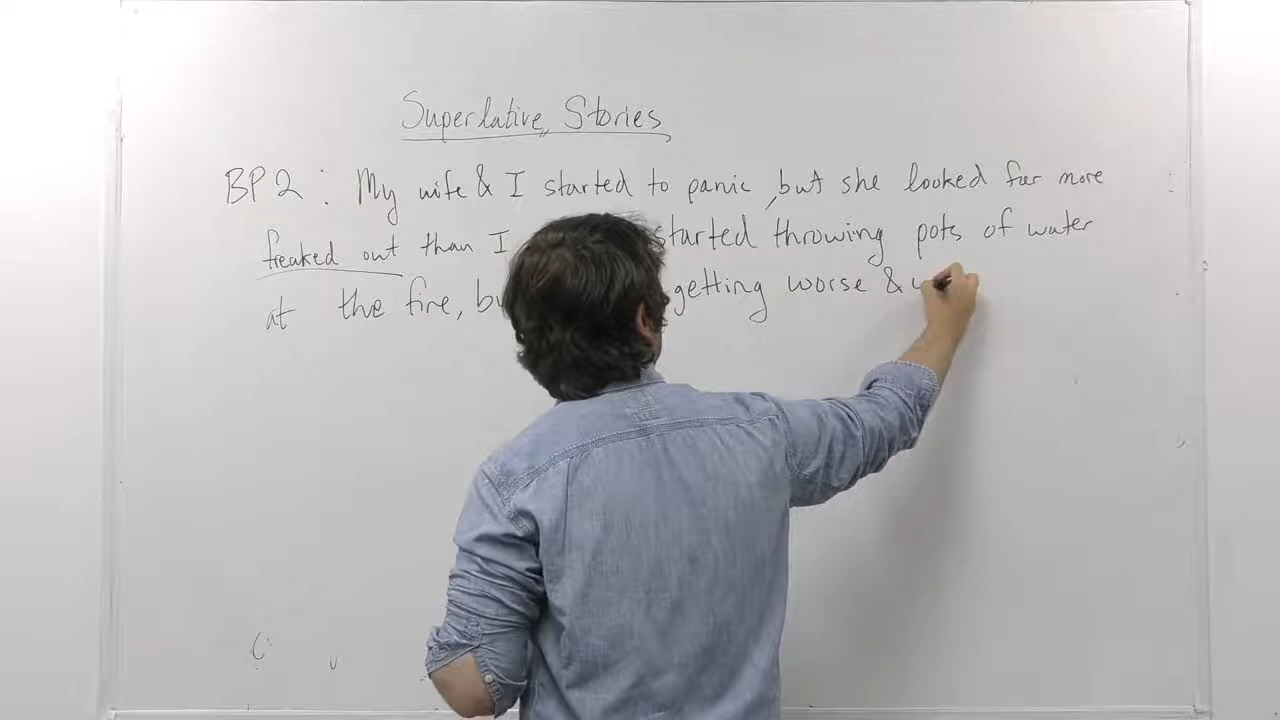 Superlative Stories
BP2: My wife & I started to panic, but she looked far more
freaked out than I started throwing pots of water
at the fire, getting worse &